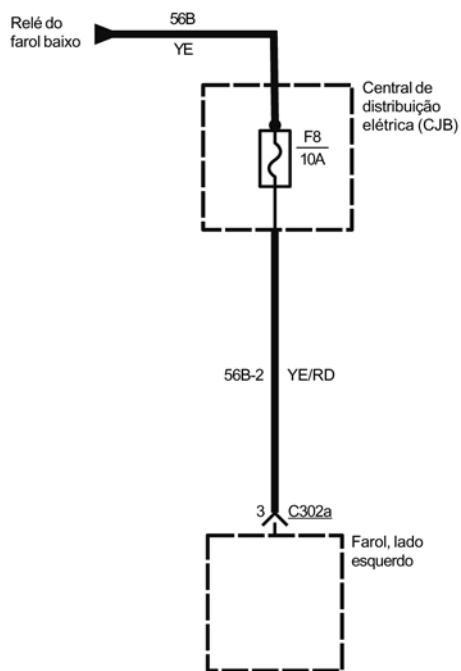 56B
Relé do
farol baixo
YE
Central de
distribuição
elétrica (CJB)
F8
10A
56B-2 YE/RD
3 C302a
Farol, lado
esquerdo